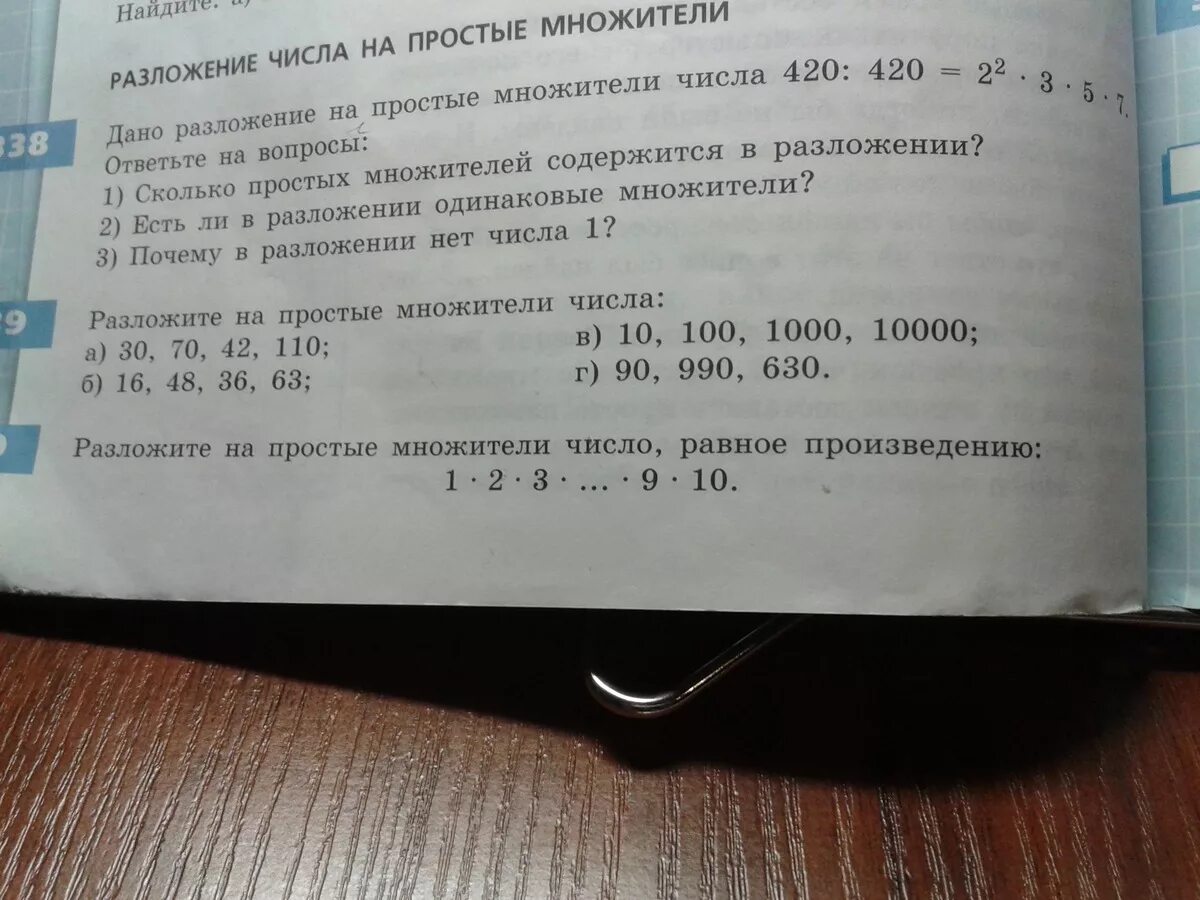 Найдите: а)
РАЗЛОЖЕНИЕ ЧИСЛА НА ПРОСТЫЕ МНОЖИТЕЛИ
338
Дано разложение на простые множители числа 420: 420 = 2² · 3 · 5 · 7.
Ответьте на вопросы:
1) Сколько простых множителей содержится в разложении?
2) Есть ли в разложении одинаковые множители?
3) Почему в разложении нет числа 1?
9
Разложите на простые множители числа:
а) 30, 70, 42, 110;
б) 16, 48, 36, 63;
в) 10, 100, 1000, 10000;
г) 90, 990, 630.
Разложите на простые множители число, равное произведению:
1 · 2 · 3 · ... · 9 · 10.